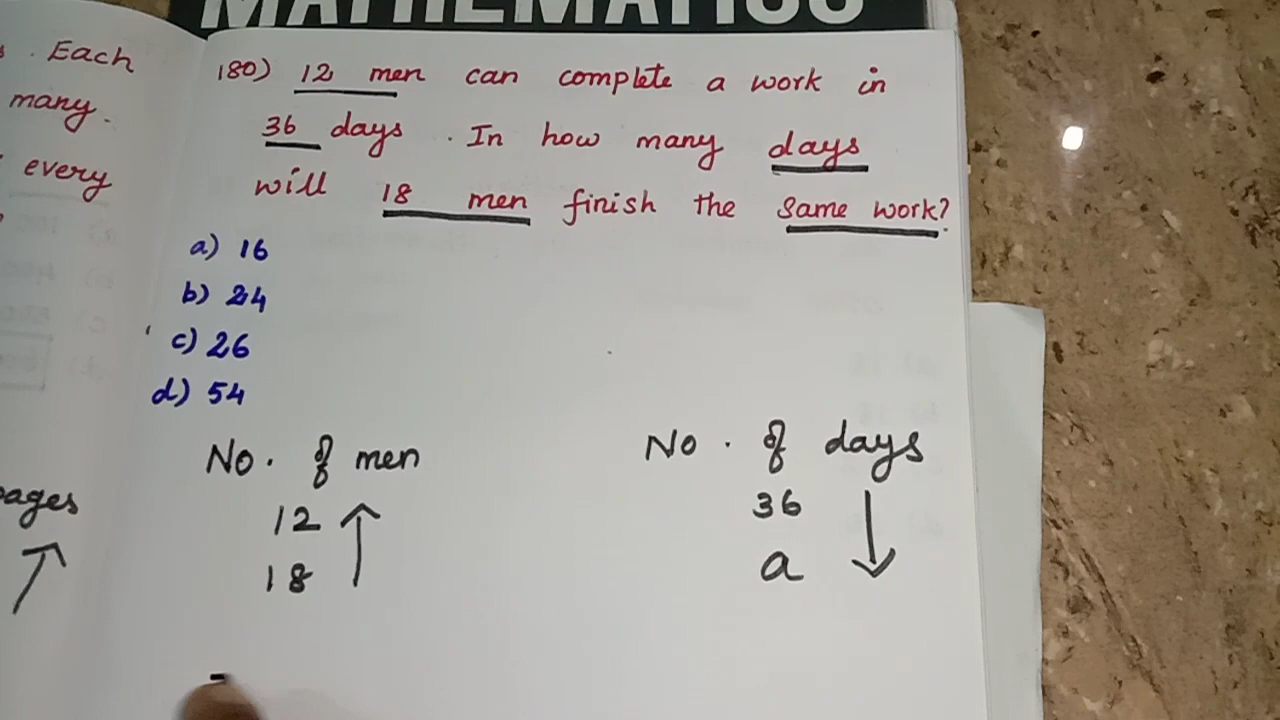 MATHEMATICS
. Each
many.
every
pages
180) 12 men can complete a work in
36 days . In how many days
will 18 men finish the same work?
a) 16
b) 24
c) 26
d) 54
No. of men
12
18
No. of days
36
a